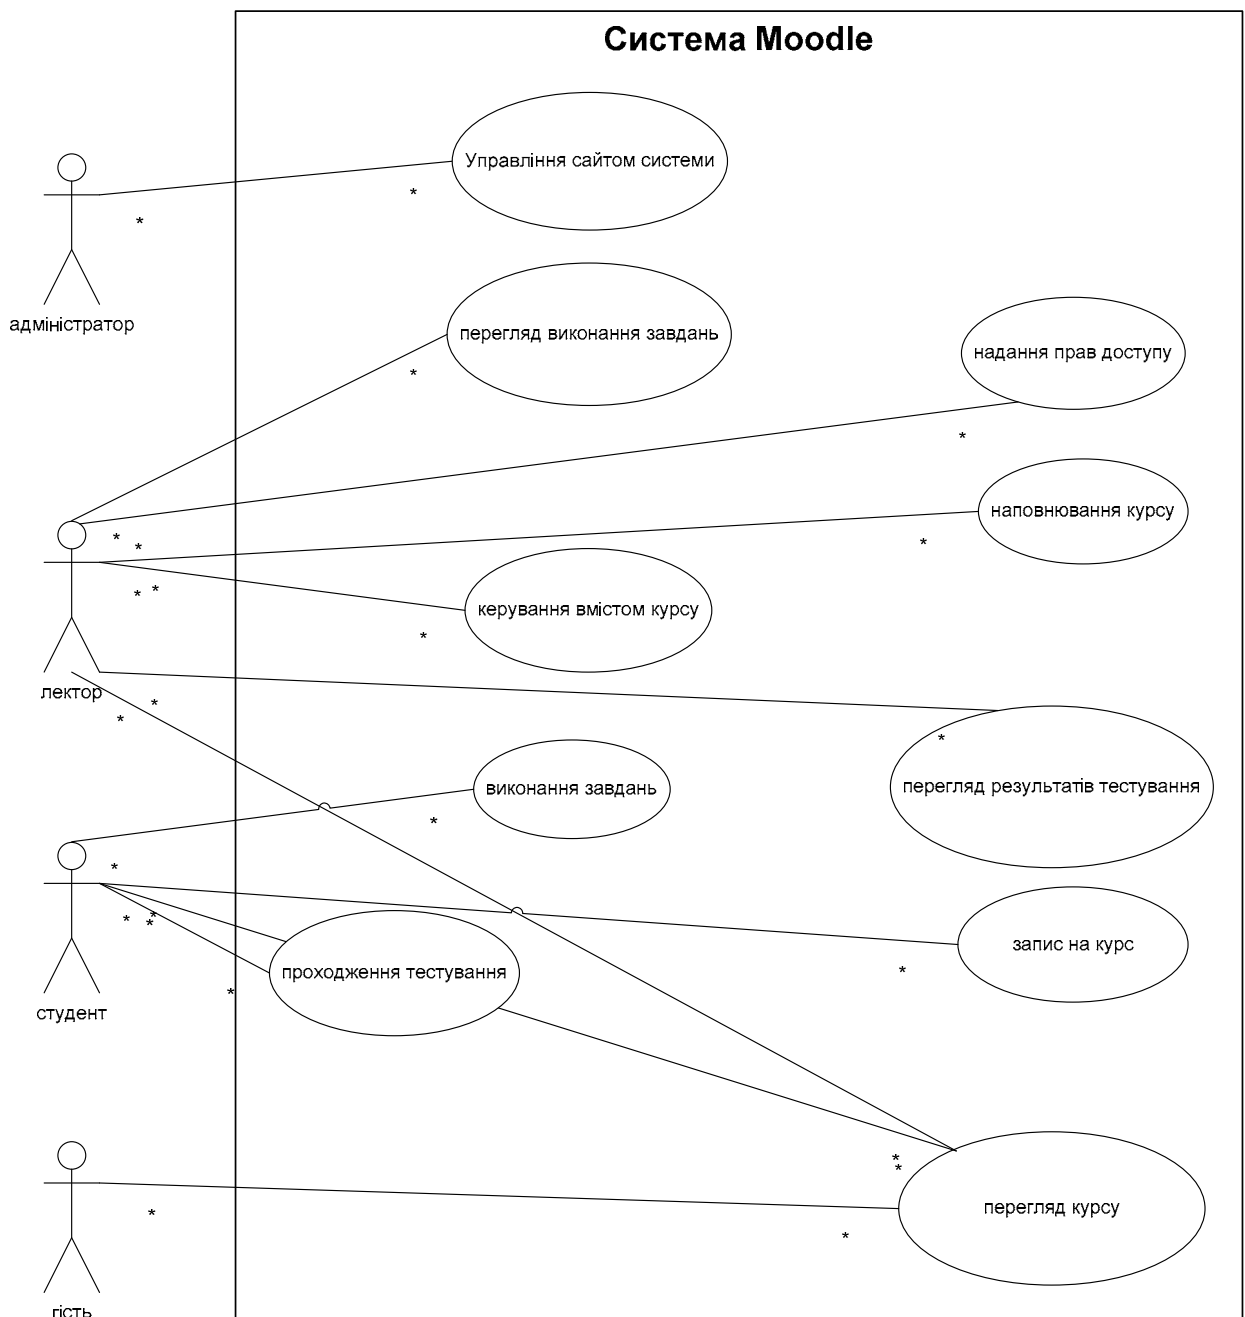 Система Moodle
Управління сайтом системи
*
*
адміністратор
перегляд виконання завдань
надання прав доступу
*
*
наповнювання курсу
*
*
*
*
*
керування вмістом курсу
*
лектор
*
*
*
перегляд результатів тестування
виконання завдань
*
*
*
*
*
запис на курс
*
проходження тестування
*
студент
*
*
перегляд курсу
*
*
гість